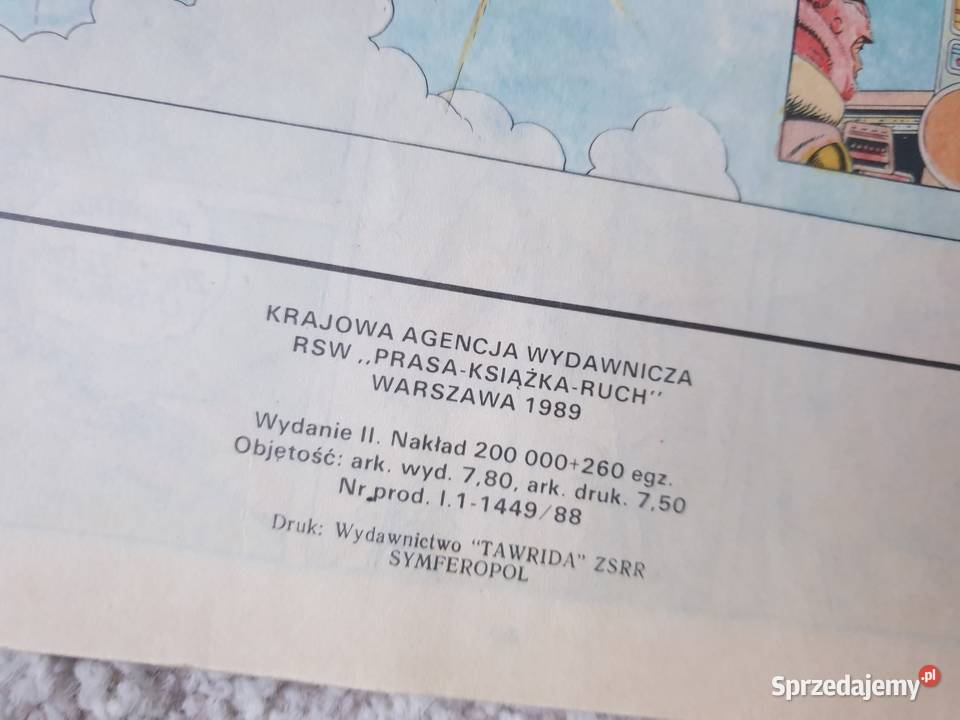 KRAJOWA AGENCJA WYDAWNICZA
RSW ,,PRASA-KSIĄŻKA-RUCH''
WARSZAWA 1989
Wydanie II. Nakład 200 000+260 egz.
Objętość: ark. wyd. 7,80, ark. druk. 7,50
Nr prod. I.1-1449/88
Druk: Wydawnictwo "TAWRIDA" ZSRR
SYMFEROPOL
Sprzedajemy.pl